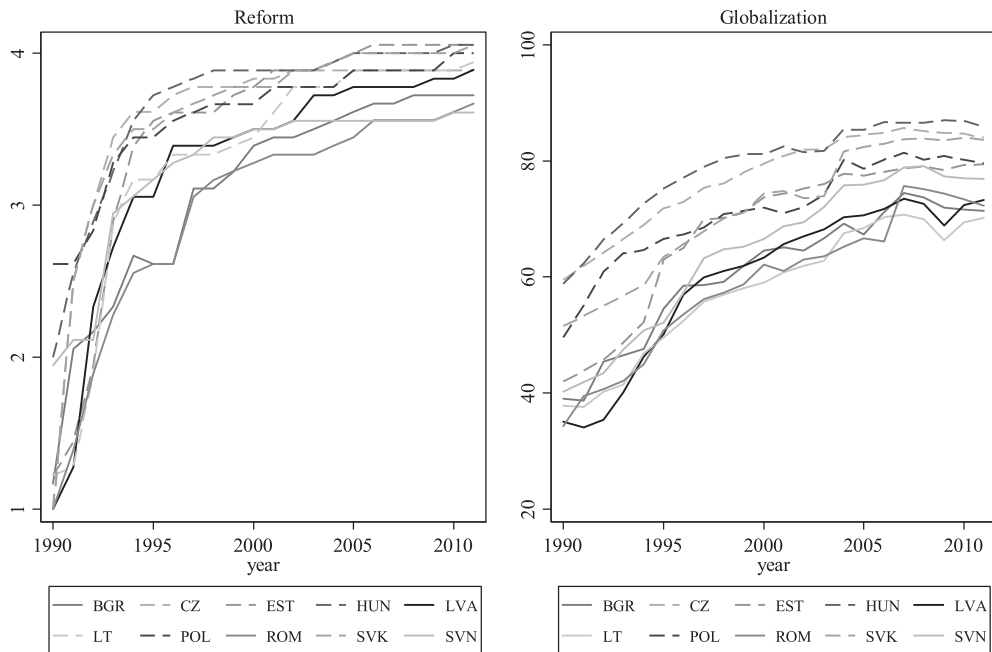 Reform
4
3
2
1
1990 1995 2000 2005 2010
year
BGR CZ EST HUN LVA
LT POL ROM SVK SVN
Globalization
100
80
60
40
20
1990 1995 2000 2005 2010
year
BGR CZ EST HUN LVA
LT POL ROM SVK SVN